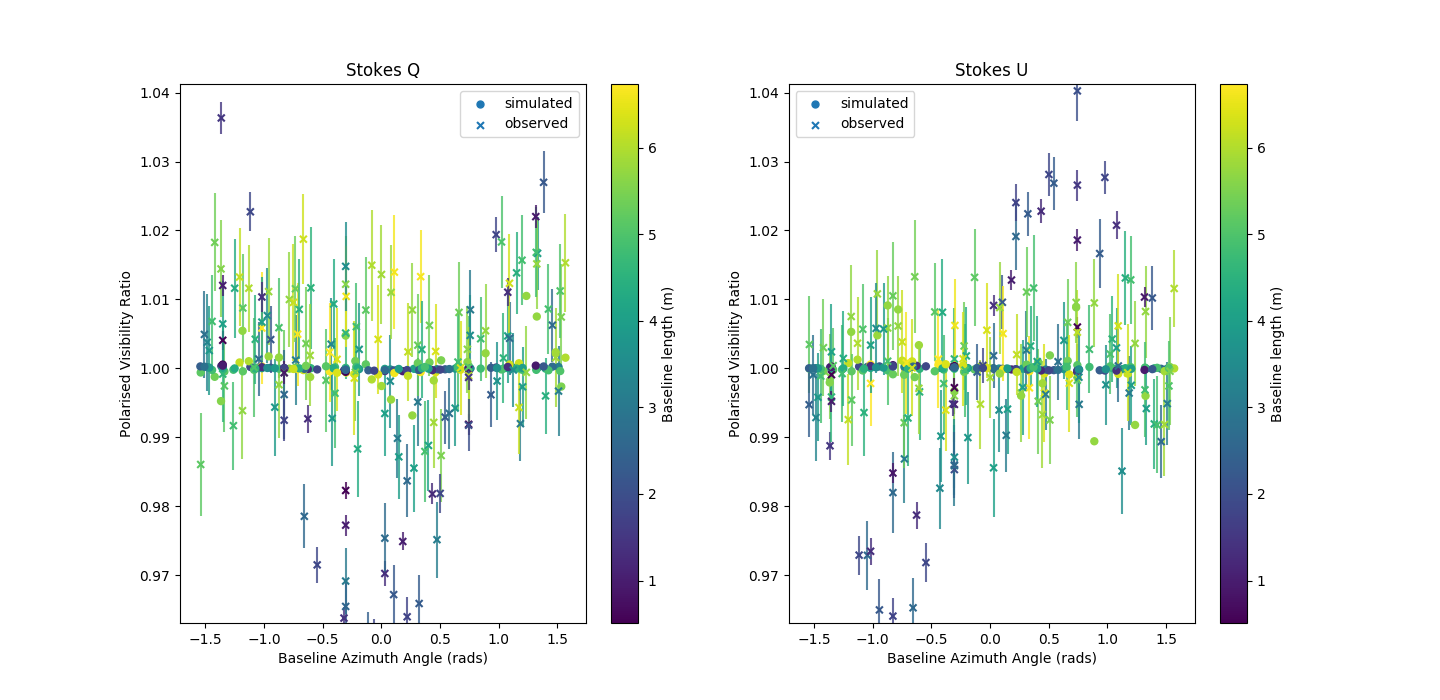 Stokes Q
Polarised Visibility Ratio
1.04
1.03
1.02
1.01
1.00
0.99
0.98
0.97
simulated
observed
−1.5 −1.0 −0.5 0.0 0.5 1.0 1.5
Baseline Azimuth Angle (rads)
6
5
4
3
2
1
Baseline length (m)
Stokes U
Polarised Visibility Ratio
1.04
1.03
1.02
1.01
1.00
0.99
0.98
0.97
simulated
observed
−1.5 −1.0 −0.5 0.0 0.5 1.0 1.5
Baseline Azimuth Angle (rads)
6
5
4
3
2
1
Baseline length (m)